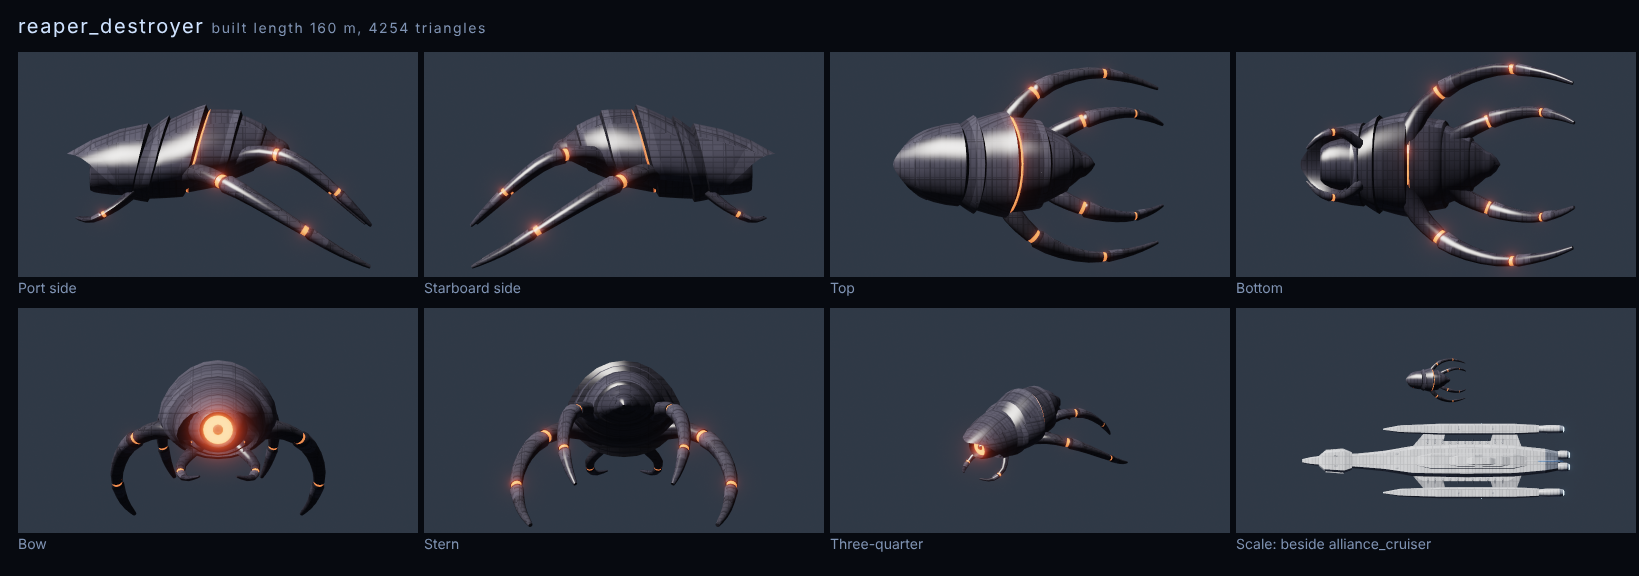 reaper_destroyer built length 160 m, 4254 triangles
Port side
Starboard side
Top
Bottom
Bow
Stern
Three-quarter
Scale: beside alliance_cruiser